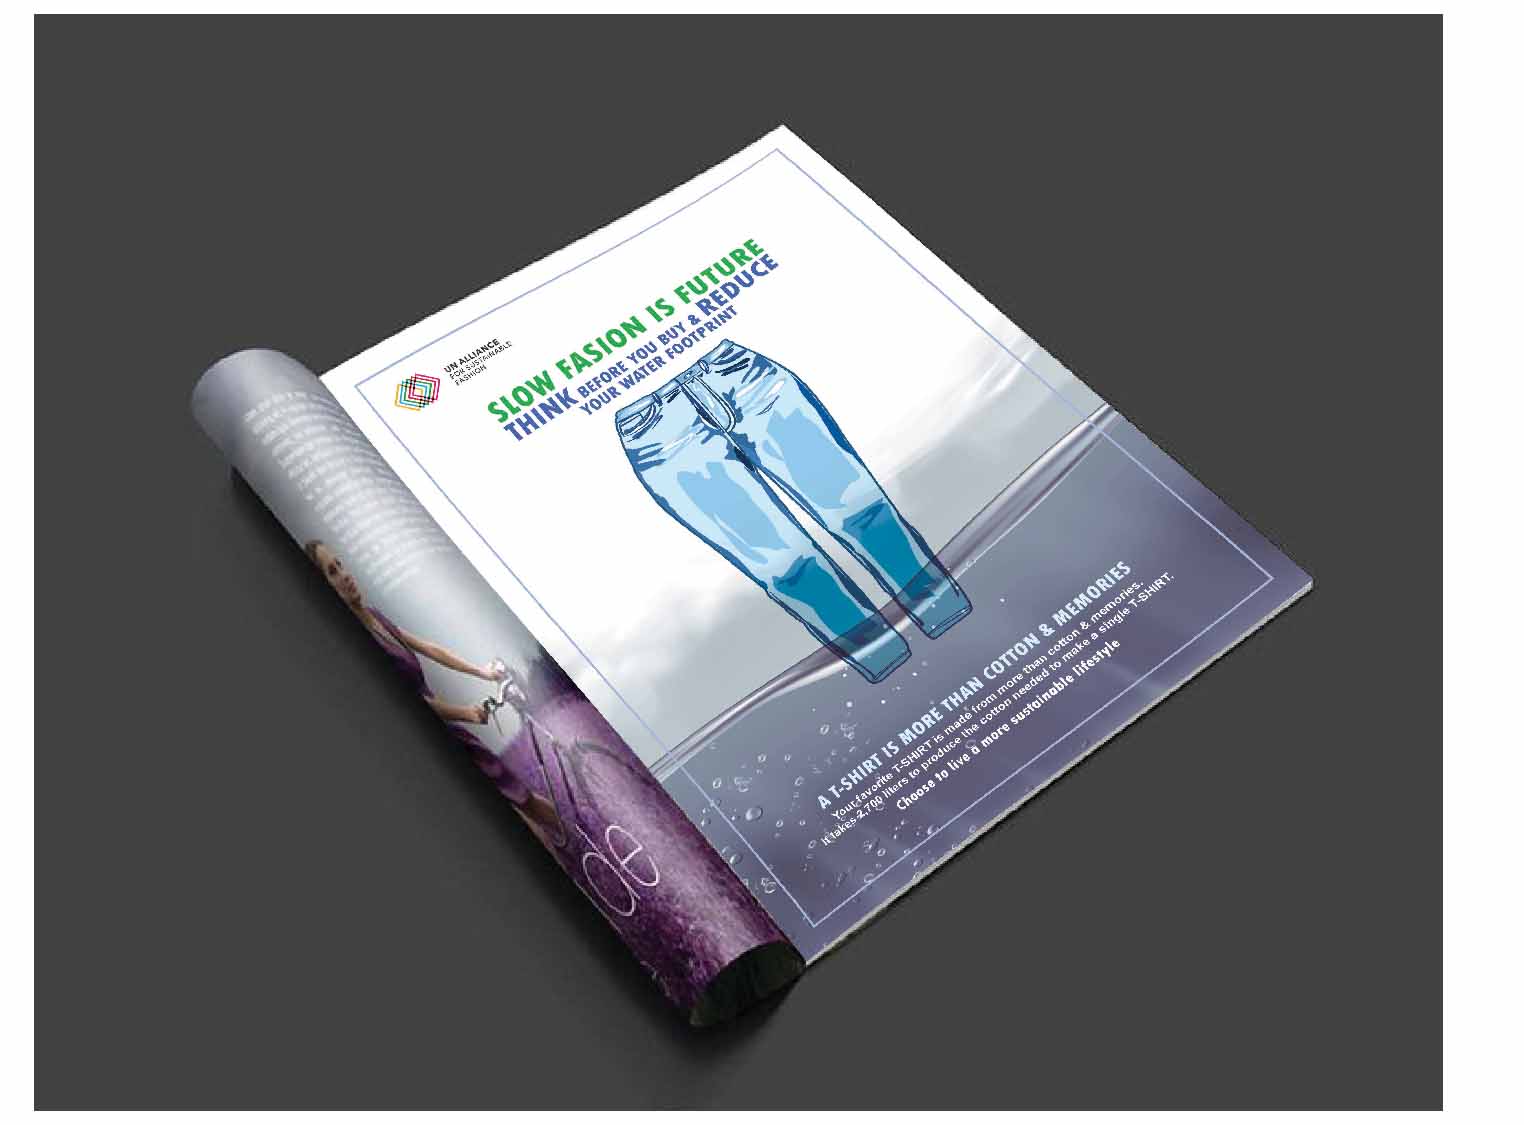 UN ALLIANCE
FOR SUSTAINABLE
FASHION
SLOW FASION IS FUTURE
THINK BEFORE YOU BUY & REDUCE
YOUR WATER FOOTPRINT
A T-SHIRT IS MORE THAN COTTON & MEMORIES
Your favorite T-SHIRT is made from more than cotton & memories.
it takes 2,700 liters to produce the cotton needed to make a single T-SHIRT.
Choose to live a more sustainable lifestyle
de